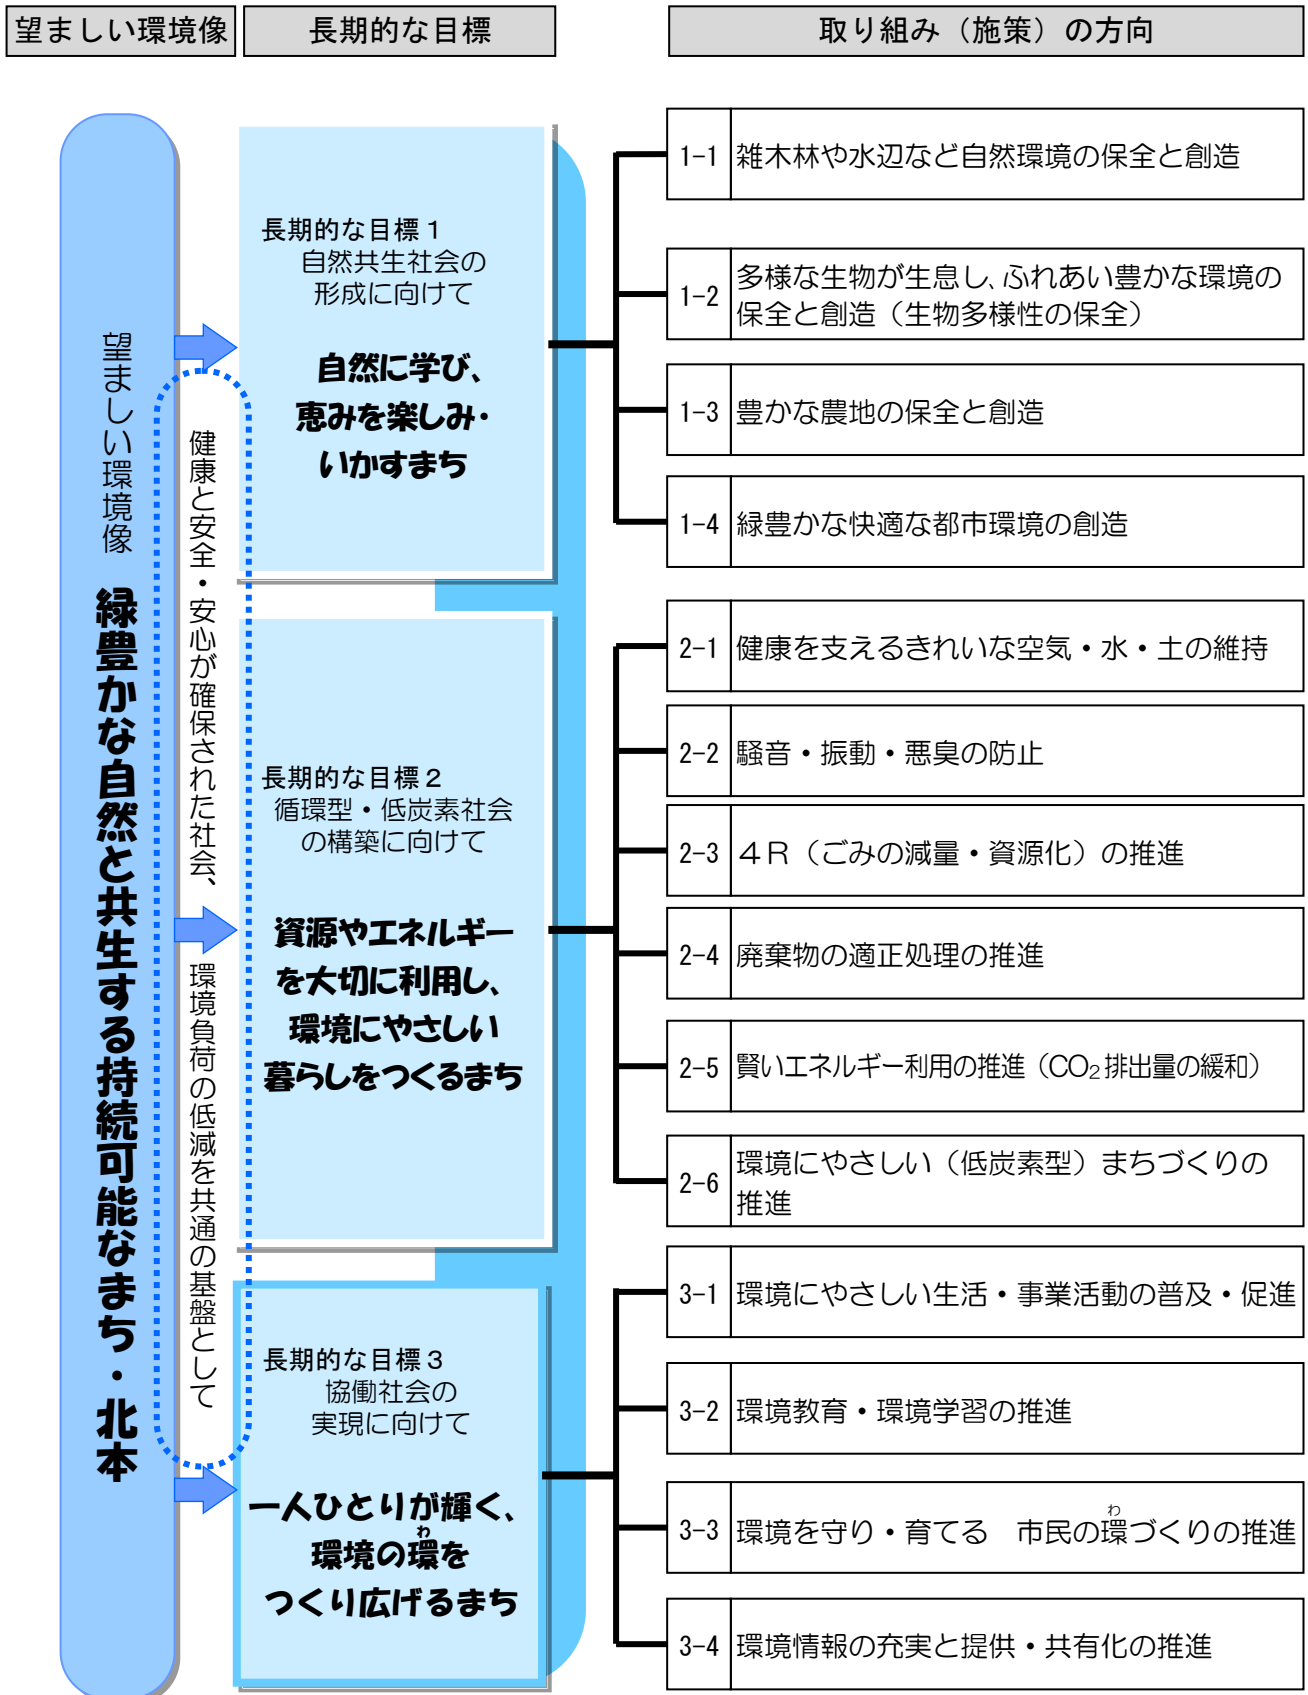 望ましい環境像
長期的な目標
取り組み（施策）の方向
望ましい環境像　緑豊かな自然と共生する持続可能なまち・北本
健康と安全・安心が確保された社会、環境負荷の低減を共通の基盤として
長期的な目標１
自然共生社会の
形成に向けて
自然に学び、
恵みを楽しみ・
いかすまち
1-1 雑木林や水辺など自然環境の保全と創造
1-2 多様な生物が生息し、ふれあい豊かな環境の
保全と創造（生物多様性の保全）
1-3 豊かな農地の保全と創造
1-4 緑豊かな快適な都市環境の創造
長期的な目標２
循環型・低炭素社会
の構築に向けて
資源やエネルギー
を大切に利用し、
環境にやさしい
暮らしをつくるまち
2-1 健康を支えるきれいな空気・水・土の維持
2-2 騒音・振動・悪臭の防止
2-3 ４Ｒ（ごみの減量・資源化）の推進
2-4 廃棄物の適正処理の推進
2-5 賢いエネルギー利用の推進（CO₂排出量の緩和）
2-6 環境にやさしい（低炭素型）まちづくりの
推進
長期的な目標３
協働社会の
実現に向けて
一人ひとりが輝く、
わ
環境の環を
つくり広げるまち
3-1 環境にやさしい生活・事業活動の普及・促進
3-2 環境教育・環境学習の推進
わ
3-3 環境を守り・育てる　市民の環づくりの推進
3-4 環境情報の充実と提供・共有化の推進